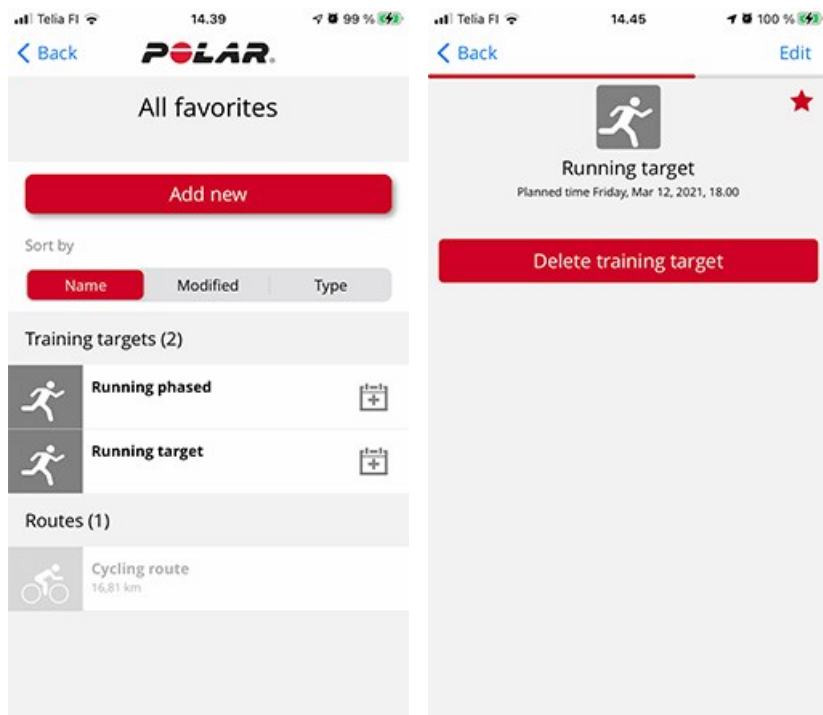 Telia FI 14.39 99 %
Back POLAR.
All favorites
Add new
Sort by
Name Modified Type
Training targets (2)
Running phased
Running target
Routes (1)
Cycling route
16,81 km
Telia FI 14.45 100 %
Back Edit
Running target
Planned time Friday, Mar 12, 2021, 18.00
Delete training target